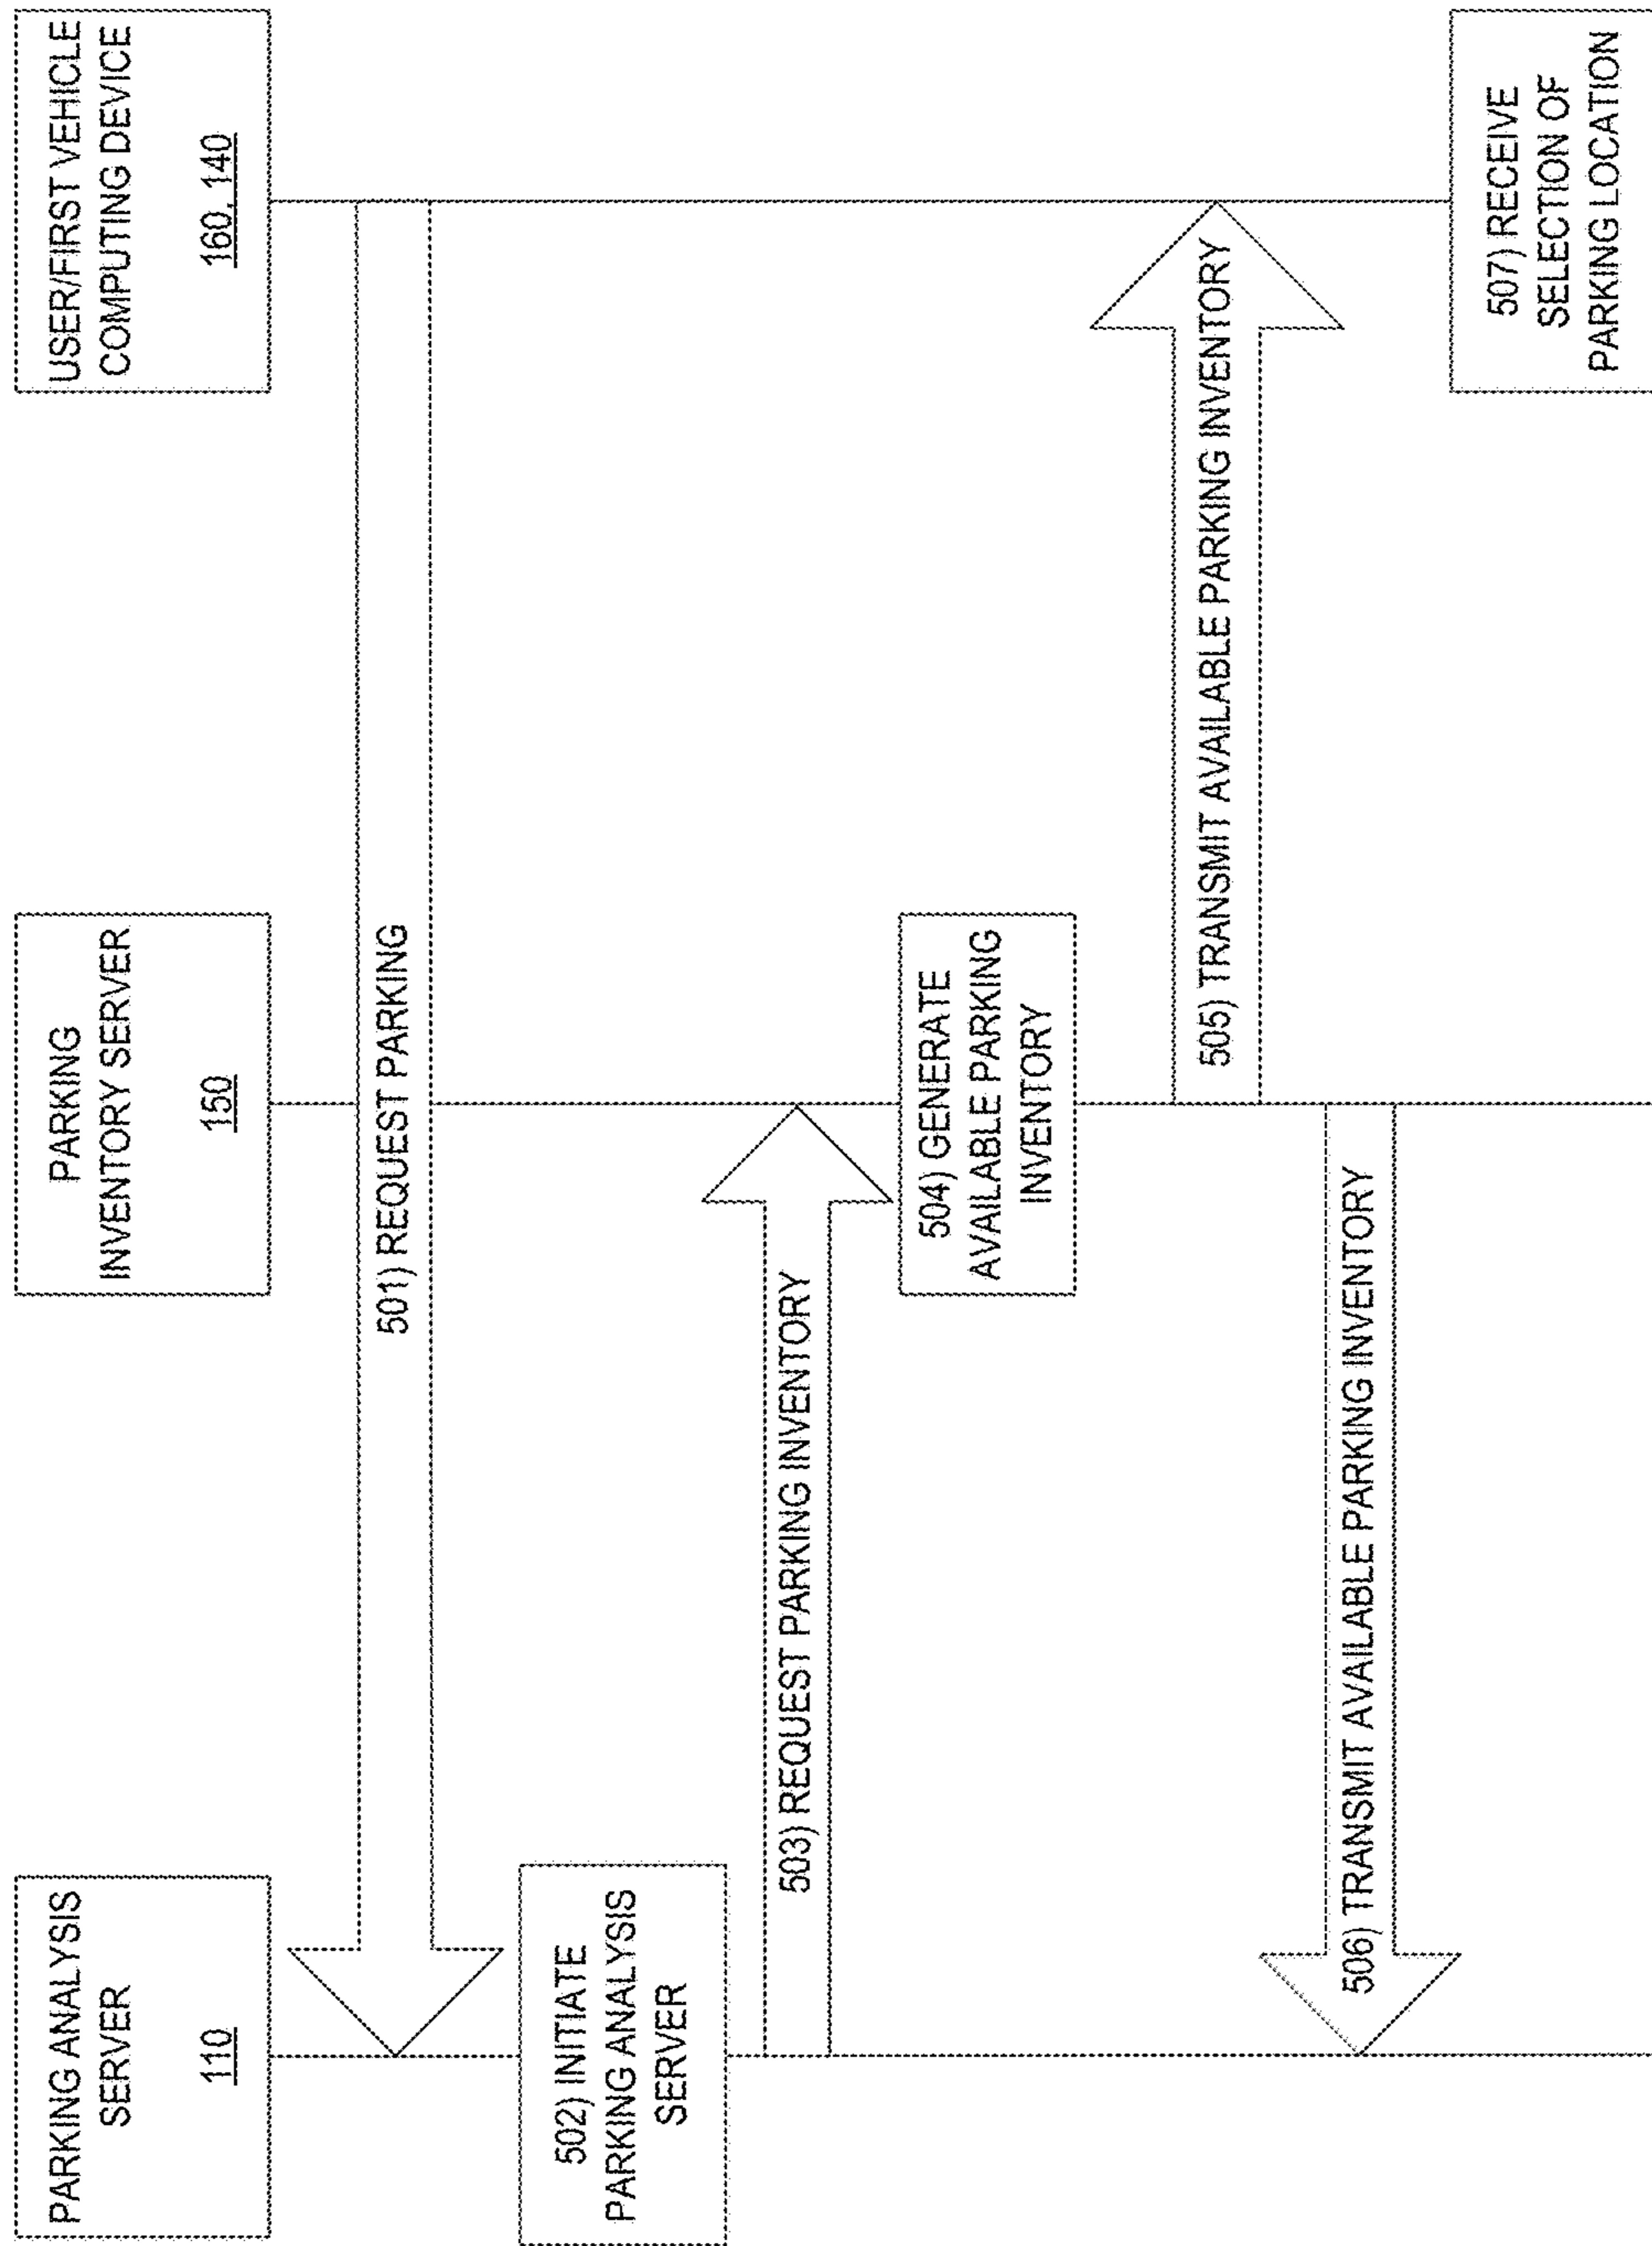 PARKING ANALYSIS
SERVER
110
PARKING
INVENTORY SERVER
150
USER/FIRST VEHICLE
COMPUTING DEVICE
160, 140
501) REQUEST PARKING
502) INITIATE
PARKING ANALYSIS
SERVER
503) REQUEST PARKING INVENTORY
504) GENERATE
AVAILABLE PARKING
INVENTORY
505) TRANSMIT AVAILABLE PARKING INVENTORY
506) TRANSMIT AVAILABLE PARKING INVENTORY
507) RECEIVE
SELECTION OF
PARKING LOCATION